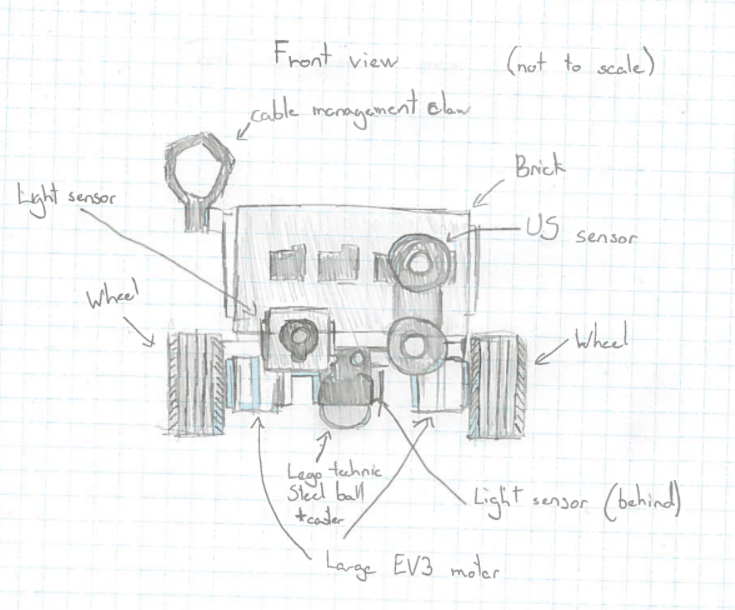 Front view (not to scale)
cable management claw
Brick
Light sensor
US sensor
Wheel
Wheel
Lego technic
Steel ball
+caster
Light sensor (behind)
Large EV3 motor